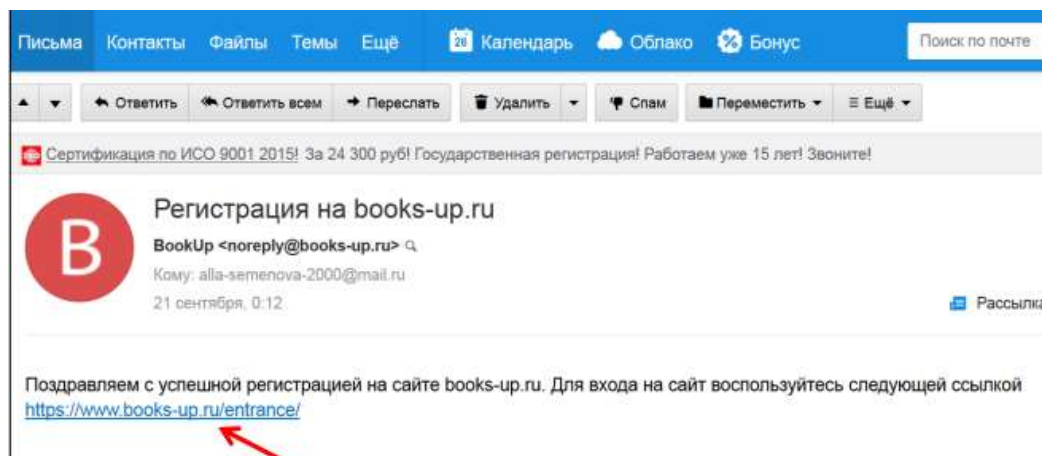 Письма Контакты Файлы Темы Ещё 26 Календарь Облако Бонус Поиск по почте
Ответить Ответить всем Переслать Удалить Спам Переместить Ещё
Сертификация по ИСО 9001 2015! За 24 300 руб! Государственная регистрация! Работаем уже 15 лет! Звоните!
Регистрация на books-up.ru
B
BookUp <noreply@books-up.ru>
Кому: alla-semenova-2000@mail.ru
21 сентября, 0:12
Рассылка
Поздравляем с успешной регистрацией на сайте books-up.ru. Для входа на сайт воспользуйтесь следующей ссылкой
https://www.books-up.ru/entrance/